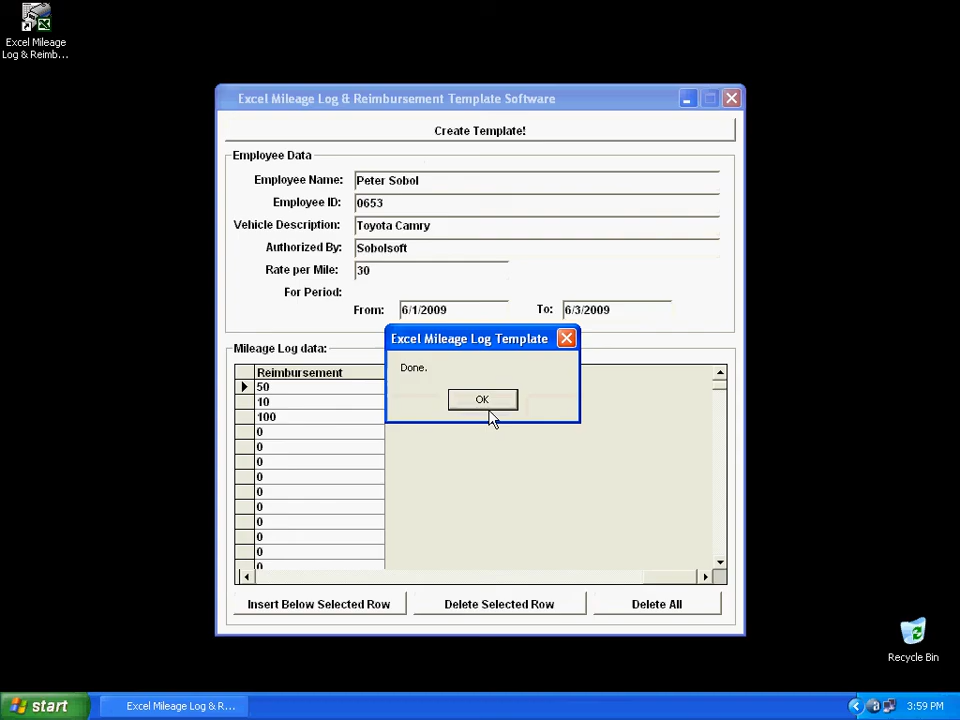 Excel Mileage
Log & Reimb...
Excel Mileage Log & Reimbursement Template Software
Create Template!
Employee Data
Employee Name: Peter Sobol
Employee ID: 0653
Vehicle Description: Toyota Camry
Authorized By: Sobolsoft
Rate per Mile: 30
For Period:
From: 6/1/2009 To: 6/3/2009
Excel Mileage Log Template
Done.
OK
Mileage Log data:
Reimbursement
50
10
100
0
0
0
0
0
0
0
0
0
0
Insert Below Selected Row Delete Selected Row Delete All
Recycle Bin
start Excel Mileage Log & R... 3:59 PM